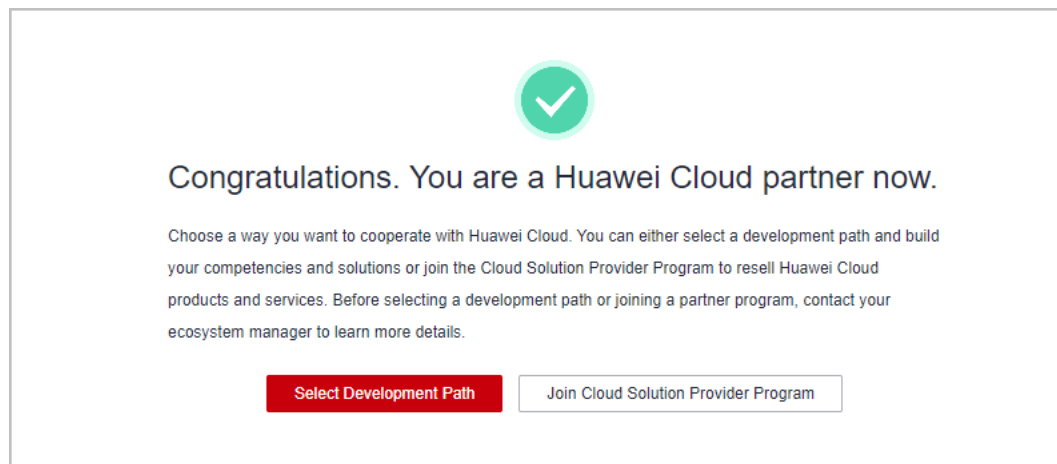 Congratulations. You are a Huawei Cloud partner now.
Choose a way you want to cooperate with Huawei Cloud. You can either select a development path and build
your competencies and solutions or join the Cloud Solution Provider Program to resell Huawei Cloud
products and services. Before selecting a development path or joining a partner program, contact your
ecosystem manager to learn more details.
Select Development Path
Join Cloud Solution Provider Program